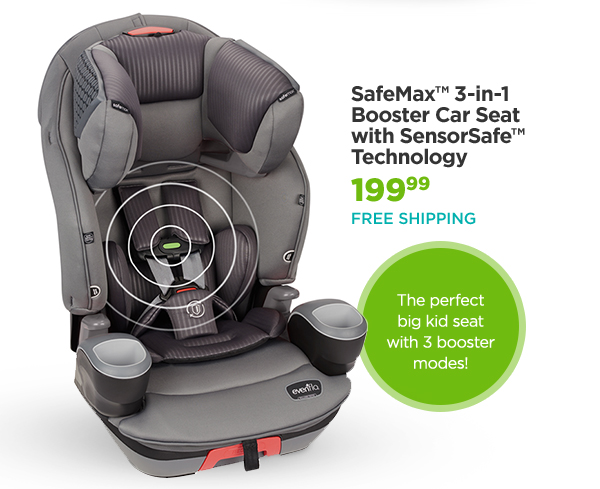 SafeMax™ 3-in-1
Booster Car Seat
with SensorSafe™
Technology
199⁹⁹
FREE SHIPPING
The perfect
big kid seat
with 3 booster
modes!
evenflo